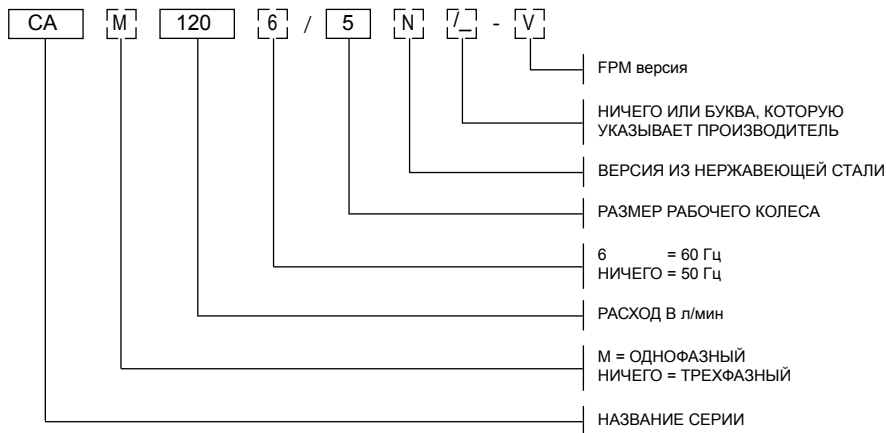 CA M 120 6 / 5 N /_ - V
FPM версия
НИЧЕГО ИЛИ БУКВА, КОТОРУЮ
УКАЗЫВАЕТ ПРОИЗВОДИТЕЛЬ
ВЕРСИЯ ИЗ НЕРЖАВЕЮЩЕЙ СТАЛИ
РАЗМЕР РАБОЧЕГО КОЛЕСА
6 = 60 Гц
НИЧЕГО = 50 Гц
РАСХОД В л/мин
М = ОДНОФАЗНЫЙ
НИЧЕГО = ТРЕХФАЗНЫЙ
НАЗВАНИЕ СЕРИИ